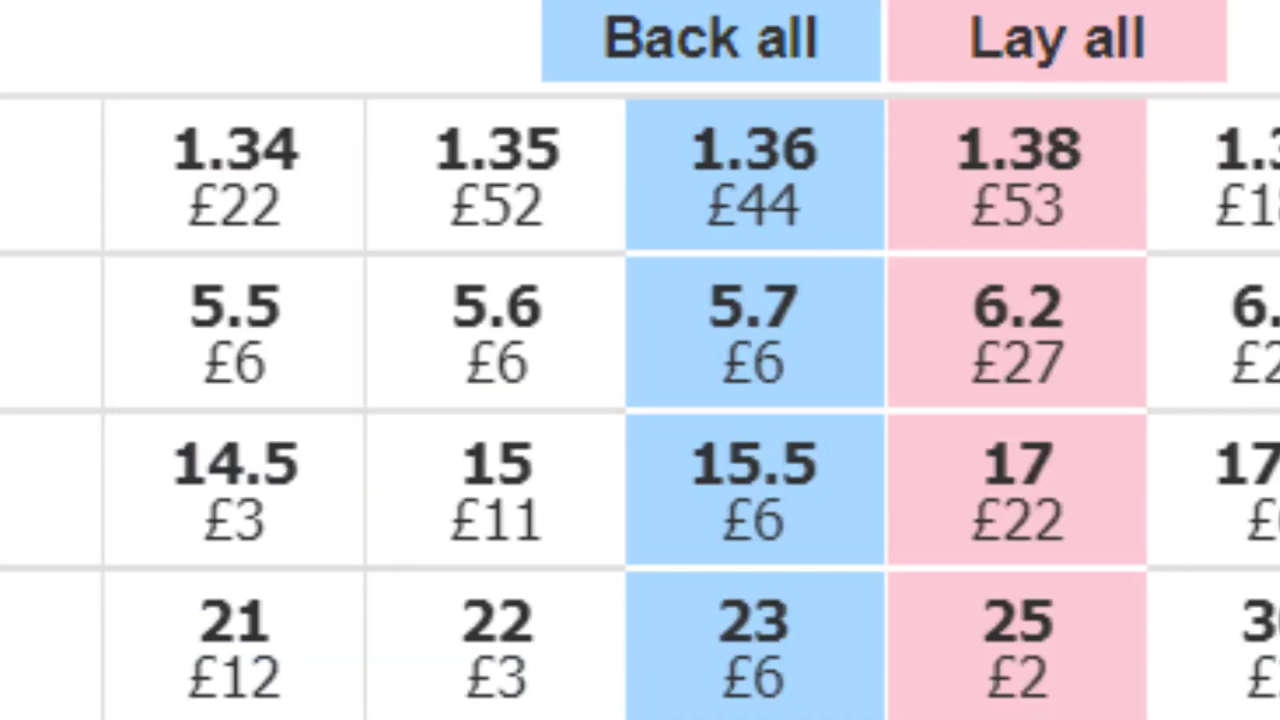 Back all Lay all
1.34 1.35 1.36 1.38
£22 £52 £44 £53
5.5 5.6 5.7 6.2
£6 £6 £6 £27
14.5 15 15.5 17
£3 £11 £6 £22
21 22 23 25
£12 £3 £6 £2